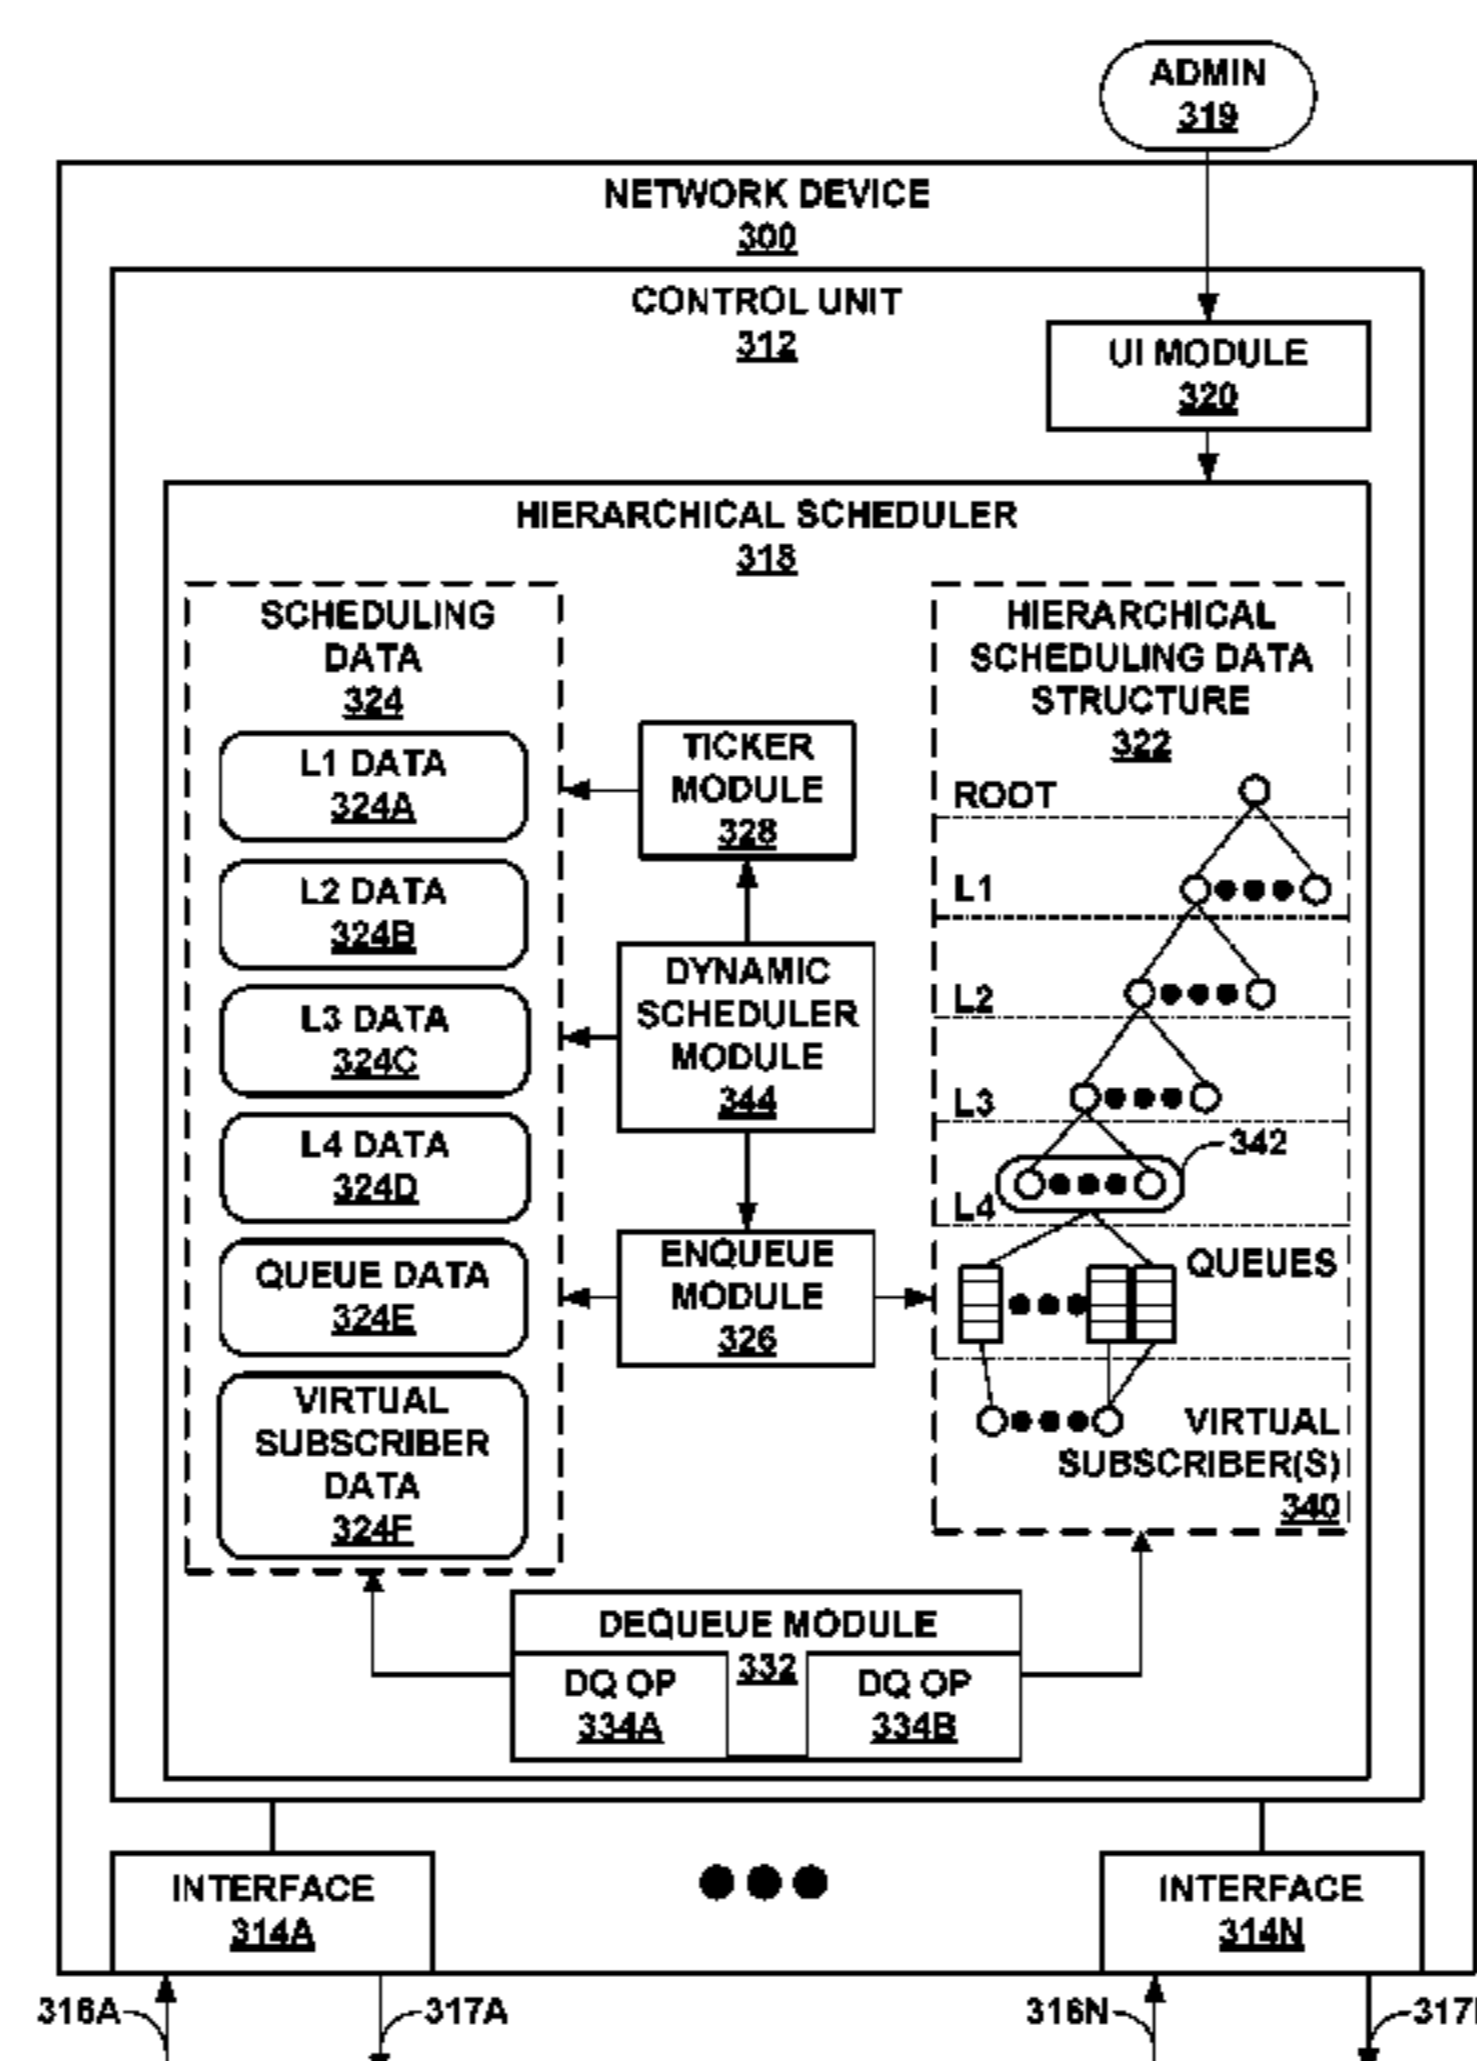 ADMIN
319
NETWORK DEVICE
300
CONTROL UNIT
312
UI MODULE
320
HIERARCHICAL SCHEDULER
318
SCHEDULING
DATA
324
L1 DATA
324A
L2 DATA
324B
L3 DATA
324C
L4 DATA
324D
QUEUE DATA
324E
VIRTUAL
SUBSCRIBER
DATA
324F
TICKER
MODULE
328
DYNAMIC
SCHEDULER
MODULE
344
ENQUEUE
MODULE
326
HIERARCHICAL
SCHEDULING DATA
STRUCTURE
322
ROOT
L1
L2
L3
342
L4
QUEUES
VIRTUAL
SUBSCRIBER(S)
340
DEQUEUE MODULE
332
DQ OP
334A
DQ OP
334B
INTERFACE
314A
INTERFACE
314N
316A
317A
316N
317